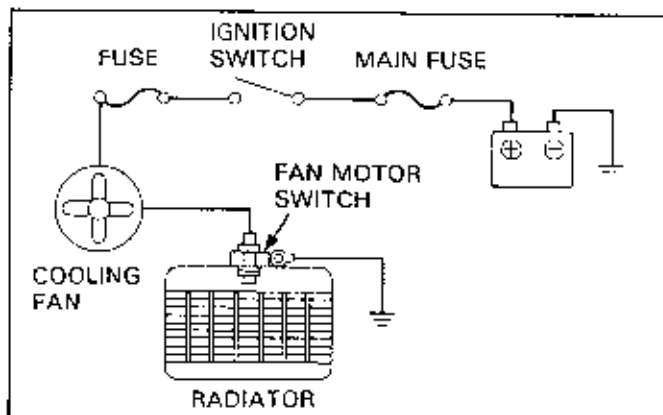 FUSE
IGNITION
SWITCH
MAIN FUSE
FAN MOTOR
SWITCH
COOLING
FAN
RADIATOR